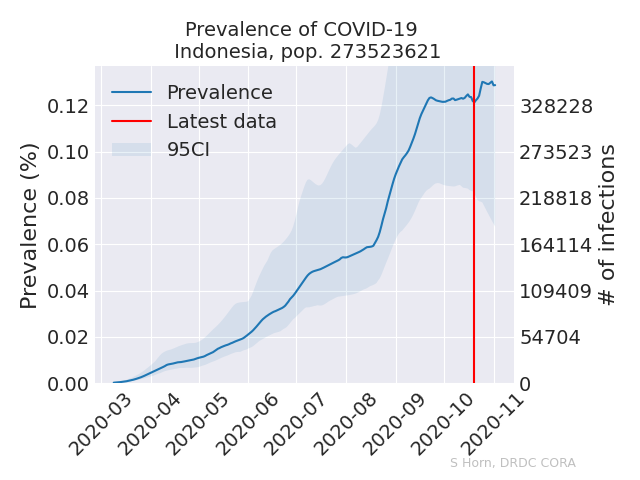 Prevalence of COVID-19
Indonesia, pop. 273523621
Prevalence
Latest data
95CI
Prevalence (%)
0.12
0.10
0.08
0.06
0.04
0.02
0.00
328228
273523
218818
164114
109409
54704
0
# of infections
2020-03
2020-04
2020-05
2020-06
2020-07
2020-08
2020-09
2020-10
2020-11
S Horn, DRDC CORA